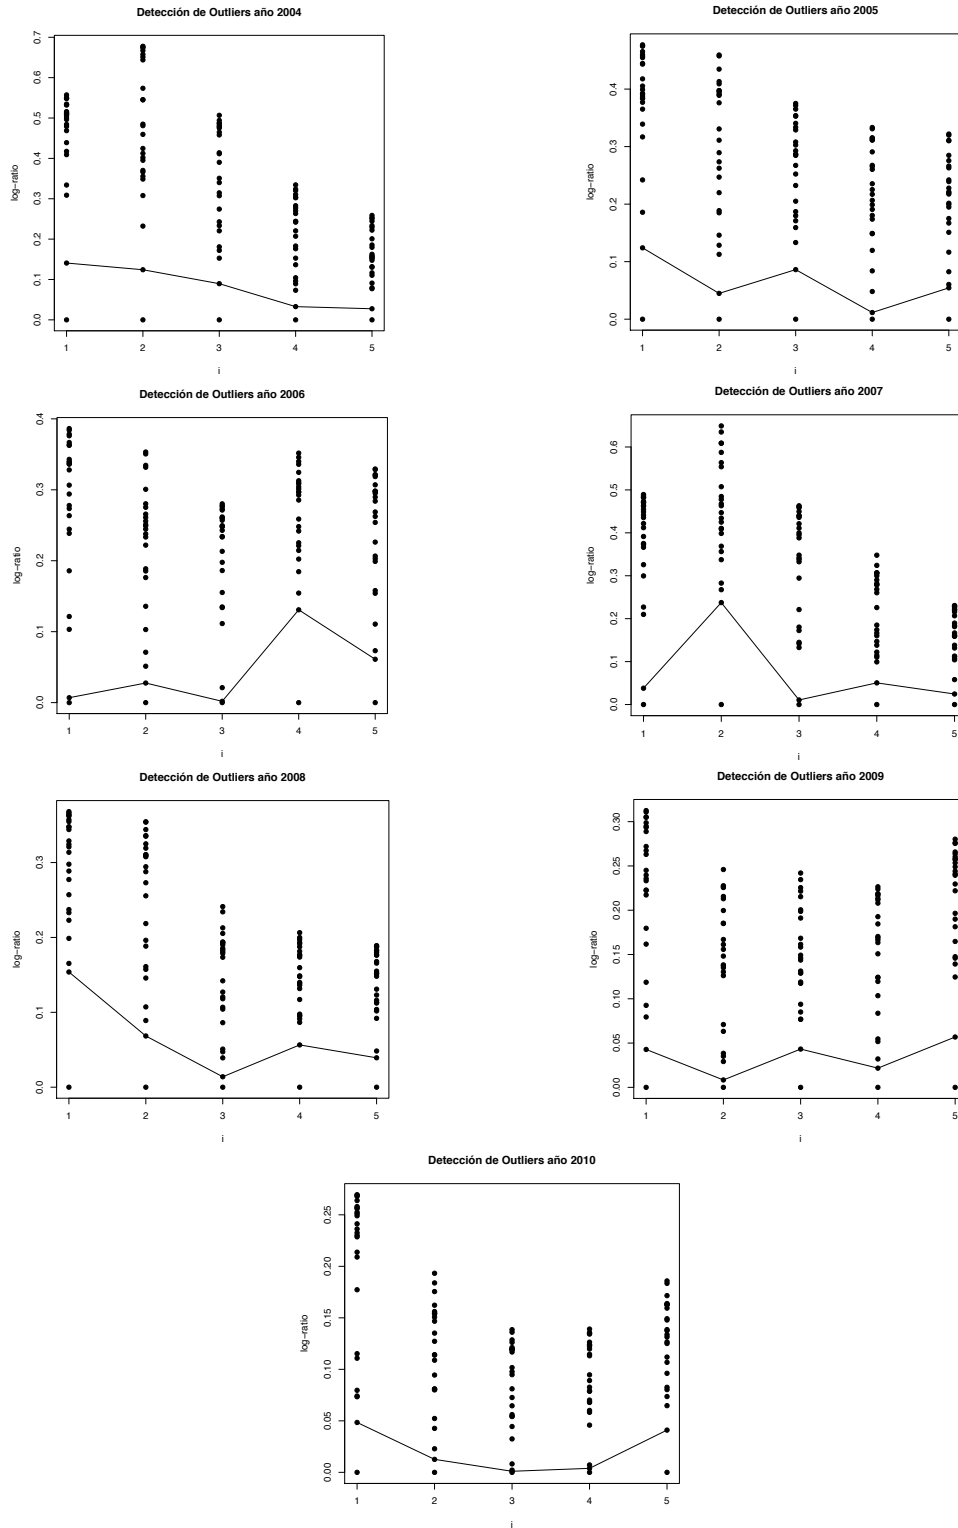 Detección de Outliers año 2004
log−ratio
0.0 0.1 0.2 0.3 0.4 0.5 0.6 0.7
1 2 3 4 5
i
Detección de Outliers año 2005
log−ratio
0.0 0.1 0.2 0.3 0.4
1 2 3 4 5
i
Detección de Outliers año 2006
log−ratio
0.0 0.1 0.2 0.3 0.4
1 2 3 4 5
i
Detección de Outliers año 2007
log−ratio
0.0 0.1 0.2 0.3 0.4 0.5 0.6
1 2 3 4 5
i
Detección de Outliers año 2008
log−ratio
0.0 0.1 0.2 0.3
1 2 3 4 5
i
Detección de Outliers año 2009
log−ratio
0.00 0.05 0.10 0.15 0.20 0.25 0.30
1 2 3 4 5
i
Detección de Outliers año 2010
log−ratio
0.00 0.05 0.10 0.15 0.20 0.25
1 2 3 4 5
i